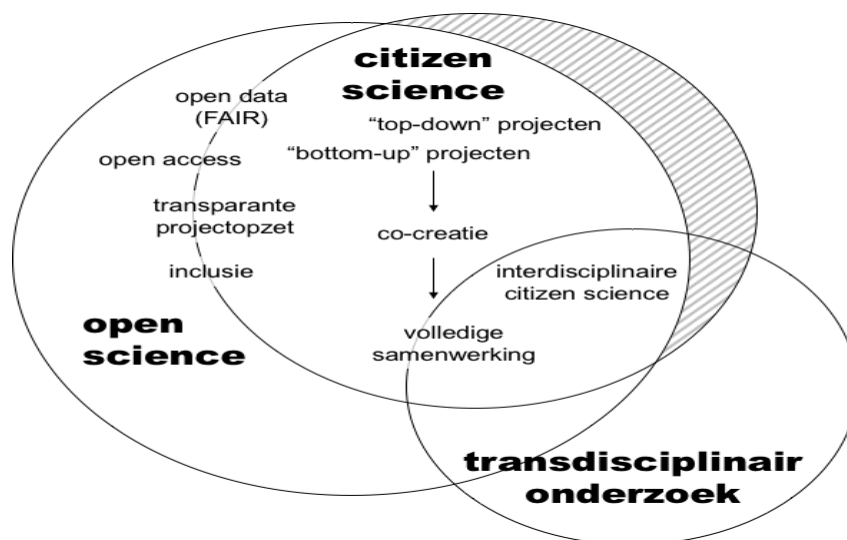 citizen
science
open data
(FAIR)
“top-down” projecten
“bottom-up” projecten
open access
transparante
projectopzet
co-creatie
inclusie
interdisciplinaire
citizen science
open
science
volledige
samenwerking
transdisciplinair
onderzoek